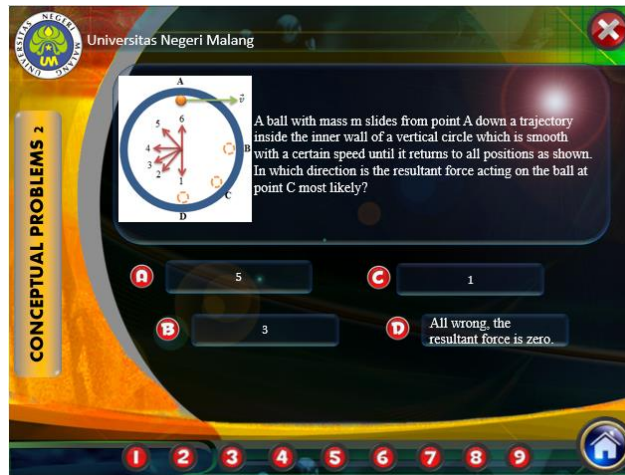 UNIVERSITAS NEGERI MALANG
UM
Universitas Negeri Malang
CONCEPTUAL PROBLEMS 2
A
v
6
5
4
3
2
1
B
C
D
A ball with mass m slides from point A down a trajectory
inside the inner wall of a vertical circle which is smooth
with a certain speed until it returns to all positions as shown.
In which direction is the resultant force acting on the ball at
point C most likely?
A
5
C
1
B
3
D
All wrong, the
resultant force is zero.
1 2 3 4 5 6 7 8 9